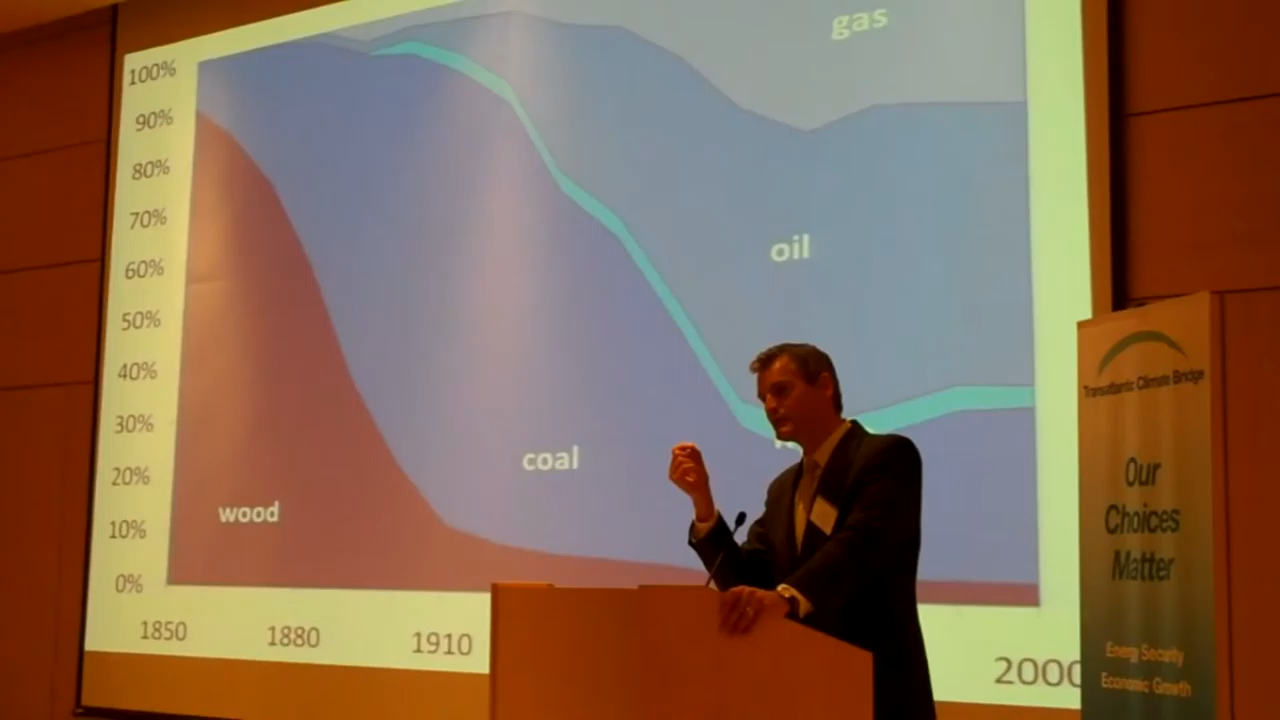 gas
100%
90%
80%
70%
60%
50%
40%
30%
20%
10%
0%
oil
coal
wood
1850
1880
1910
2000
Transatlantic Climate Bridge
Our
Choices
Matter
Energy Security
Economic Growth